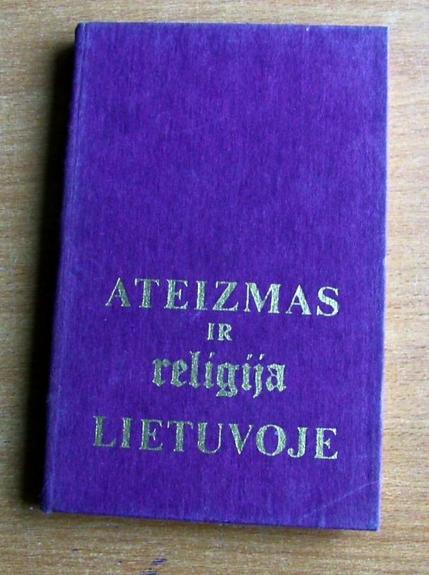 ATEIZMAS
IR
religija
LIETUVOJE